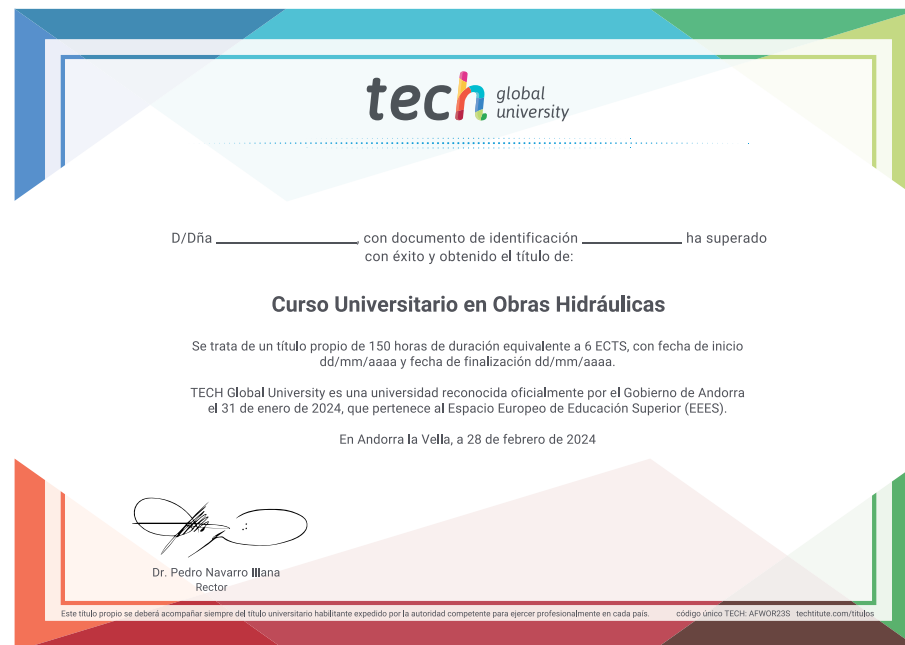 tech global university
D/Dña ____________________, con documento de identificación ______________ ha superado
con éxito y obtenido el título de:
Curso Universitario en Obras Hidráulicas
Se trata de un título propio de 150 horas de duración equivalente a 6 ECTS, con fecha de inicio
dd/mm/aaaa y fecha de finalización dd/mm/aaaa.
TECH Global University es una universidad reconocida oficialmente por el Gobierno de Andorra
el 31 de enero de 2024, que pertenece al Espacio Europeo de Educación Superior (EEES).
En Andorra la Vella, a 28 de febrero de 2024
Dr. Pedro Navarro Illana
Rector
Este título propio se deberá acompañar siempre del título universitario habilitante expedido por la autoridad competente para ejercer profesionalmente en cada país. código único TECH: AFWOR23S techtitute.com/titulos